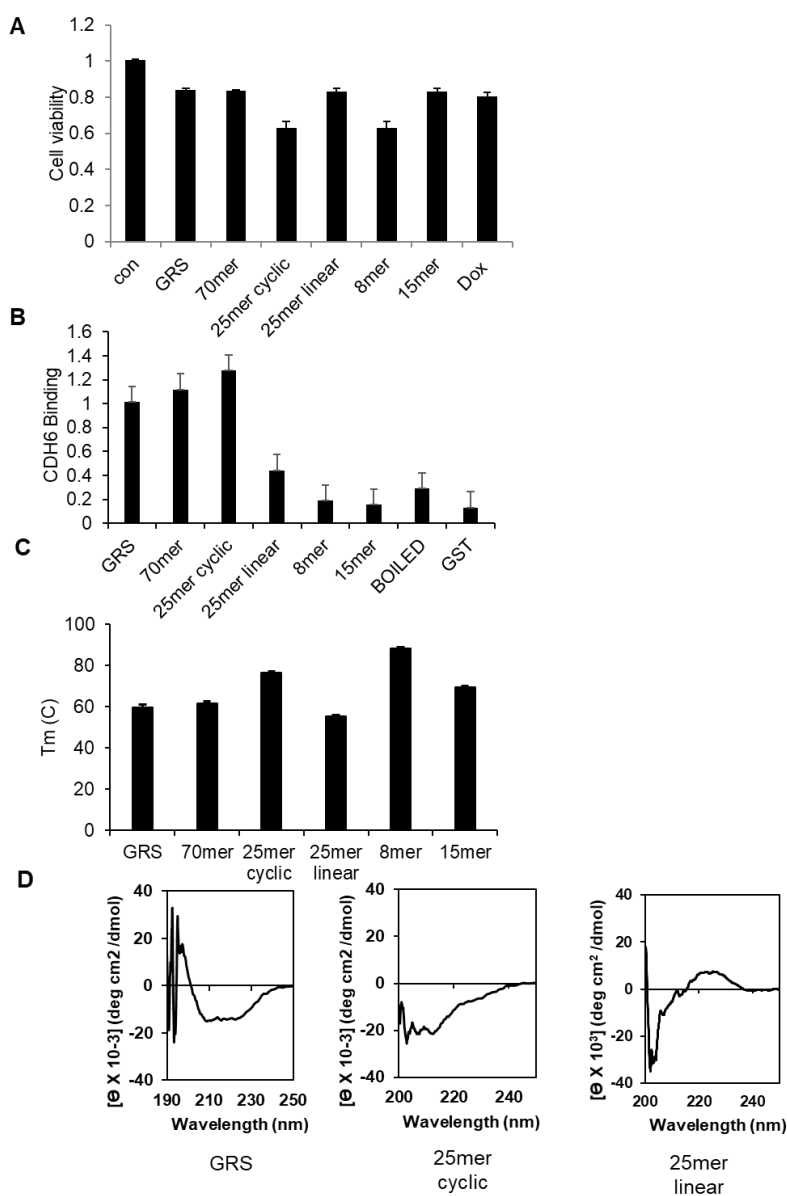 A
Cell viability
1.2
1
0.8
0.6
0.4
0.2
0
con
GRS
70mer
25mer cyclic
25mer linear
8mer
15mer
Dox
B
CDH6 Binding
1.6
1.4
1.2
1
0.8
0.6
0.4
0.2
0
GRS
70mer
25mer cyclic
25mer linear
8mer
15mer
BOILED
GST
C
Tm (C)
100
80
60
40
20
0
GRS 70mer 25mer 25mer 8mer 15mer
cyclic linear
D
[Ө X 10-3] (deg cm2 /dmol)
40
20
0
-20
-40
190 210 230 250
Wavelength (nm)
GRS
[Ө X 10-3] (deg cm2 /dmol)
40
20
0
-20
-40
200 220 240
Wavelength (nm)
25mer
cyclic
[Ө X 10³] (deg cm² /dmol)
40
20
0
-20
-40
200 220 240
Wavelength (nm)
25mer
linear